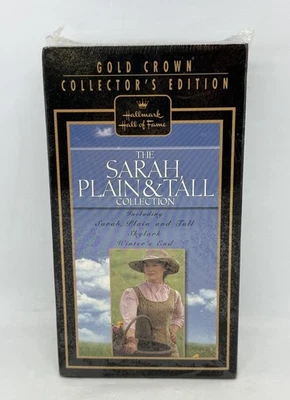 GOLD CROWN
COLLECTOR'S EDITION
Hallmark
Hall of Fame
THE
SARAH,
PLAIN & TALL
COLLECTION
Including
Sarah, Plain and Tall
Skylark
Winter's End